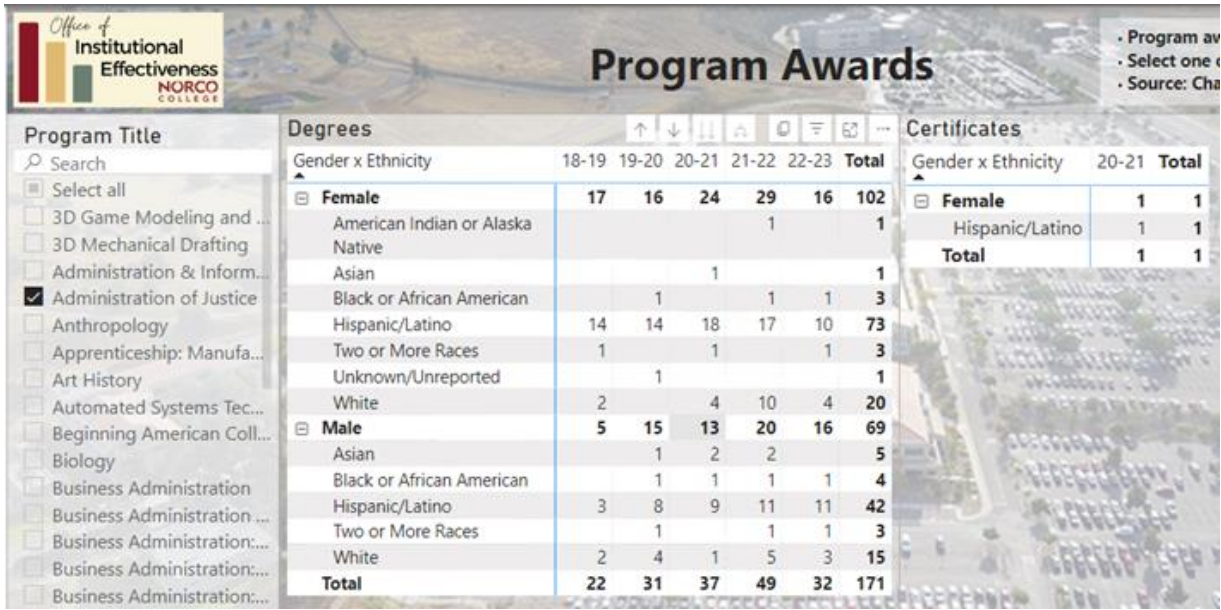 Office of
Institutional
Effectiveness
NORCO
COLLEGE
Program Awards
· Program aw
· Select one o
· Source: Cha
Program Title
Search
Select all
3D Game Modeling and ...
3D Mechanical Drafting
Administration & Inform...
Administration of Justice
Anthropology
Apprenticeship: Manufa...
Art History
Automated Systems Tec...
Beginning American Coll...
Biology
Business Administration
Business Administration ...
Business Administration:...
Business Administration:...
Business Administration:...
Degrees
Gender x Ethnicity 18-19 19-20 20-21 21-22 22-23 Total
Female 17 16 24 29 16 102
American Indian or Alaska
Native 1 1
Asian 1 1
Black or African American 1 1 1 3
Hispanic/Latino 14 14 18 17 10 73
Two or More Races 1 1 1 3
Unknown/Unreported 1 1
White 2 4 10 4 20
Male 5 15 13 20 16 69
Asian 1 2 2 5
Black or African American 1 1 1 1 4
Hispanic/Latino 3 8 9 11 11 42
Two or More Races 1 1 1 3
White 2 4 1 5 3 15
Total 22 31 37 49 32 171
Certificates
Gender x Ethnicity 20-21 Total
Female 1 1
Hispanic/Latino 1 1
Total 1 1